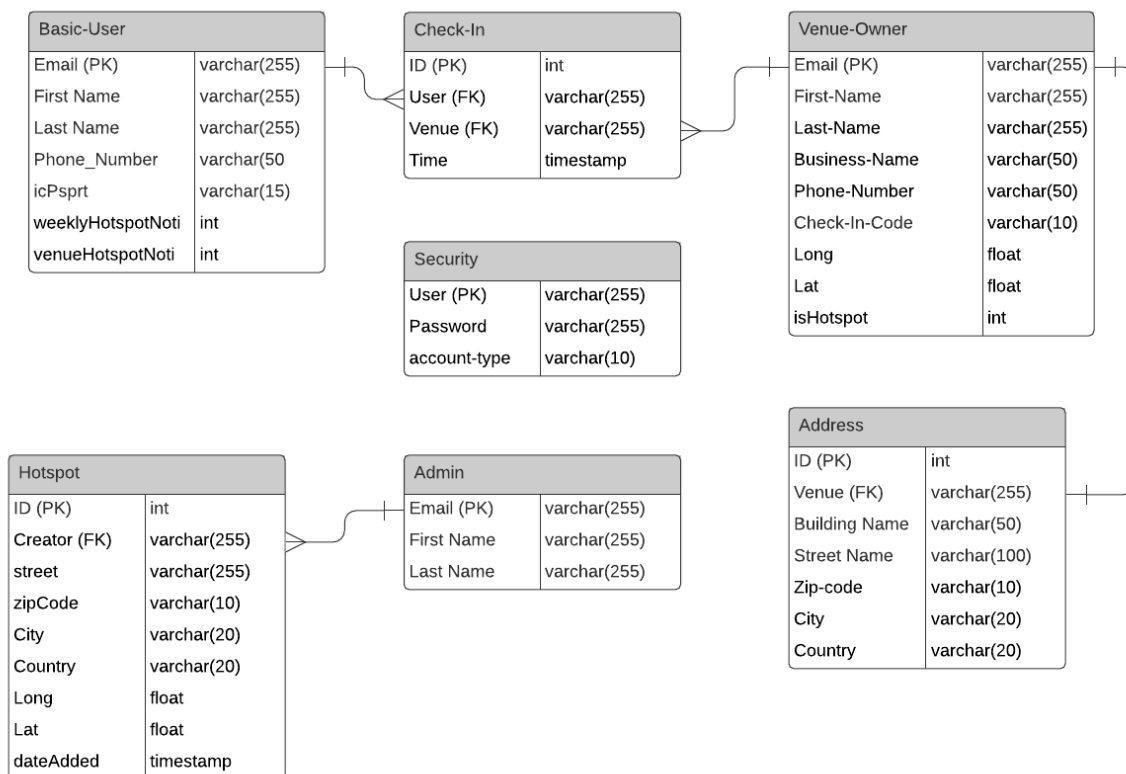 Basic-User
Email (PK) varchar(255)
First Name varchar(255)
Last Name varchar(255)
Phone_Number varchar(50
icPsprt varchar(15)
weeklyHotspotNoti int
venueHotspotNoti int
Check-In
ID (PK) int
User (FK) varchar(255)
Venue (FK) varchar(255)
Time timestamp
Venue-Owner
Email (PK) varchar(255)
First-Name varchar(255)
Last-Name varchar(255)
Business-Name varchar(50)
Phone-Number varchar(50)
Check-In-Code varchar(10)
Long float
Lat float
isHotspot int
Security
User (PK) varchar(255)
Password varchar(255)
account-type varchar(10)
Hotspot
ID (PK) int
Creator (FK) varchar(255)
street varchar(255)
zipCode varchar(10)
City varchar(20)
Country varchar(20)
Long float
Lat float
dateAdded timestamp
Admin
Email (PK) varchar(255)
First Name varchar(255)
Last Name varchar(255)
Address
ID (PK) int
Venue (FK) varchar(255)
Building Name varchar(50)
Street Name varchar(100)
Zip-code varchar(10)
City varchar(20)
Country varchar(20)